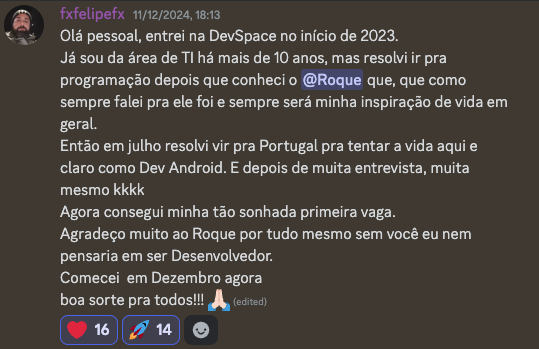 fxfelipefx 11/12/2024, 18:13
Olá pessoal, entrei na DevSpace no início de 2023.
Já sou da área de TI há mais de 10 anos, mas resolvi ir pra
programação depois que conheci o @Roque que, que como
sempre falei pra ele foi e sempre será minha inspiração de vida em
geral.
Então em julho resolvi vir pra Portugal pra tentar a vida aqui e
claro como Dev Android. E depois de muita entrevista, muita
mesmo kkkk
Agora consegui minha tão sonhada primeira vaga.
Agradeço muito ao Roque por tudo mesmo sem você eu nem
pensaria em ser Desenvolvedor.
Comecei em Dezembro agora
boa sorte pra todos!!! 🙏🏻 (edited)
❤️ 16 🚀 14